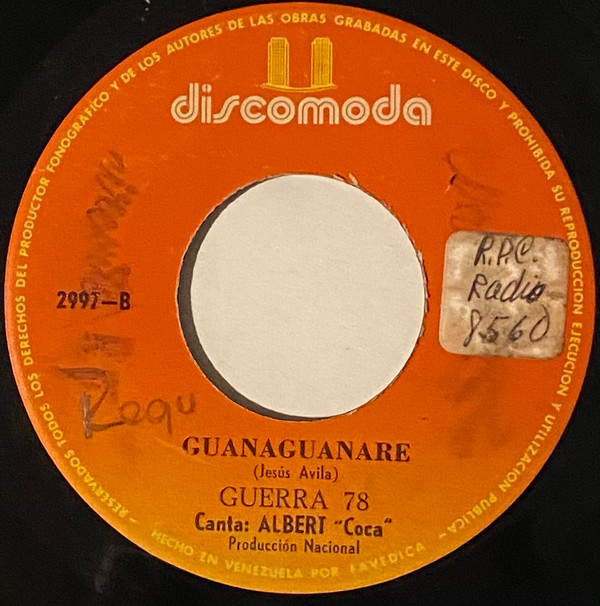 RESERVADOS TODOS LOS DERECHOS DEL PRODUCTOR FONOGRAFICO Y DE LOS AUTORES DE LAS OBRAS GRABADAS EN ESTE DISCO Y PROHIBIDA SU REPRODUCCION EJECUCION Y UTILIZACION PUBLICA -
discomoda
R.P.C.
Radio
8560
2997-B
Requ
GUANAGUANARE
(Jesús Avila)
GUERRA 78
Canta: ALBERT "Coca"
Producción Nacional
HECHO EN VENEZUELA POR FAVEDICA -